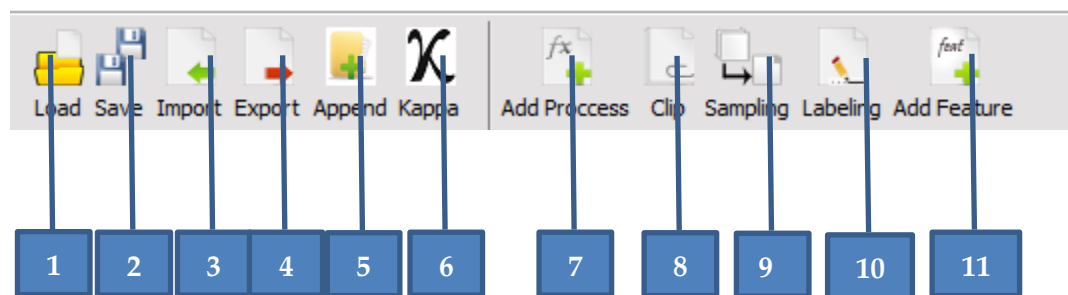 fx
feat
Load Save Import Export Append Kappa Add Proccess Clip Sampling Labeling Add Feature
1 2 3 4 5 6 7 8 9 10 11